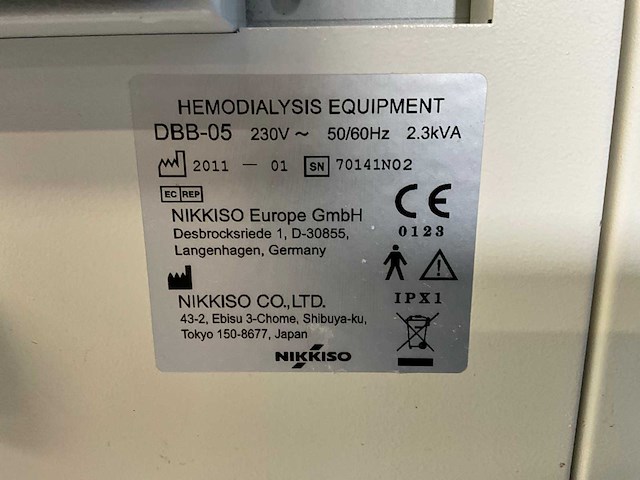 HEMODIALYSIS EQUIPMENT
DBB-05 230V ~ 50/60Hz 2.3kVA
2011 — 01 SN 70141N02
EC REP
NIKKISO Europe GmbH
Desbrocksriede 1, D-30855,
Langenhagen, Germany
CE
0123
NIKKISO CO.,LTD.
43-2, Ebisu 3-Chome, Shibuya-ku,
Tokyo 150-8677, Japan
IPX1
NIKKISO